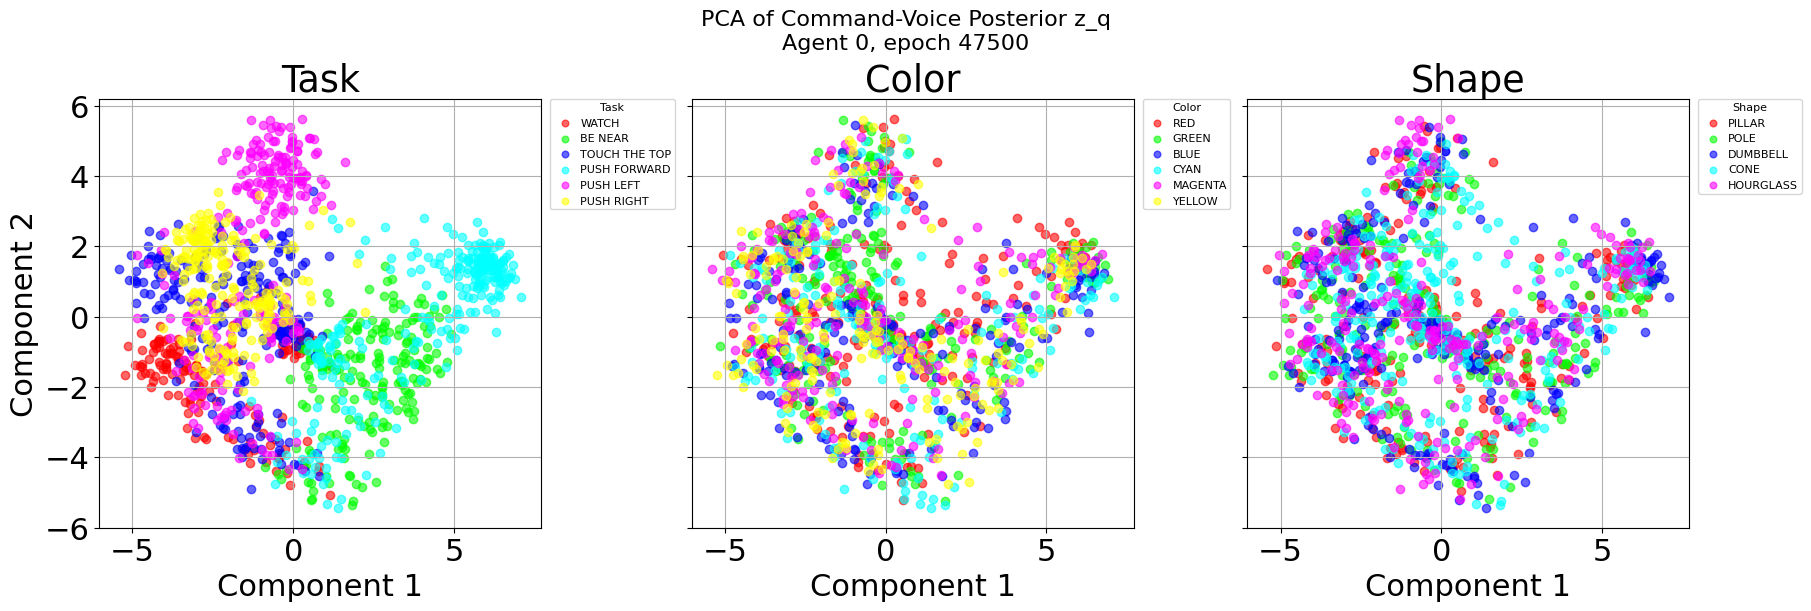 PCA of Command-Voice Posterior z_q
Agent 0, epoch 47500
Task
Color
Shape
Component 2
6
4
2
0
−2
−4
−6
−5 0 5
Component 1
Task
WATCH
BE NEAR
TOUCH THE TOP
PUSH FORWARD
PUSH LEFT
PUSH RIGHT
−5 0 5
Component 1
Color
RED
GREEN
BLUE
CYAN
MAGENTA
YELLOW
−5 0 5
Component 1
Shape
PILLAR
POLE
DUMBBELL
CONE
HOURGLASS